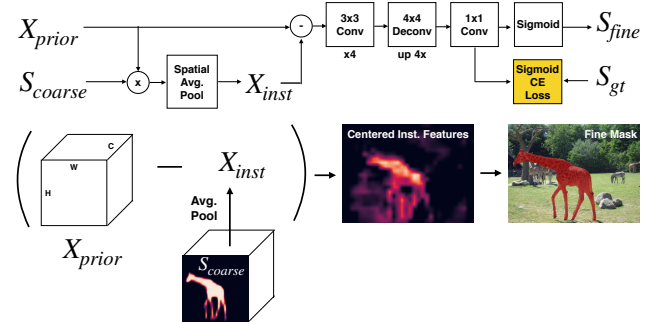 X_prior
-
3x3 Conv
x4
4x4 Deconv
up 4x
1x1 Conv
Sigmoid
S_fine
S_coarse
x
Spatial Avg. Pool
X_inst
Sigmoid CE Loss
S_gt
C
W
H
X_prior
X_inst
Avg. Pool
S_coarse
Centered Inst. Features
Fine Mask